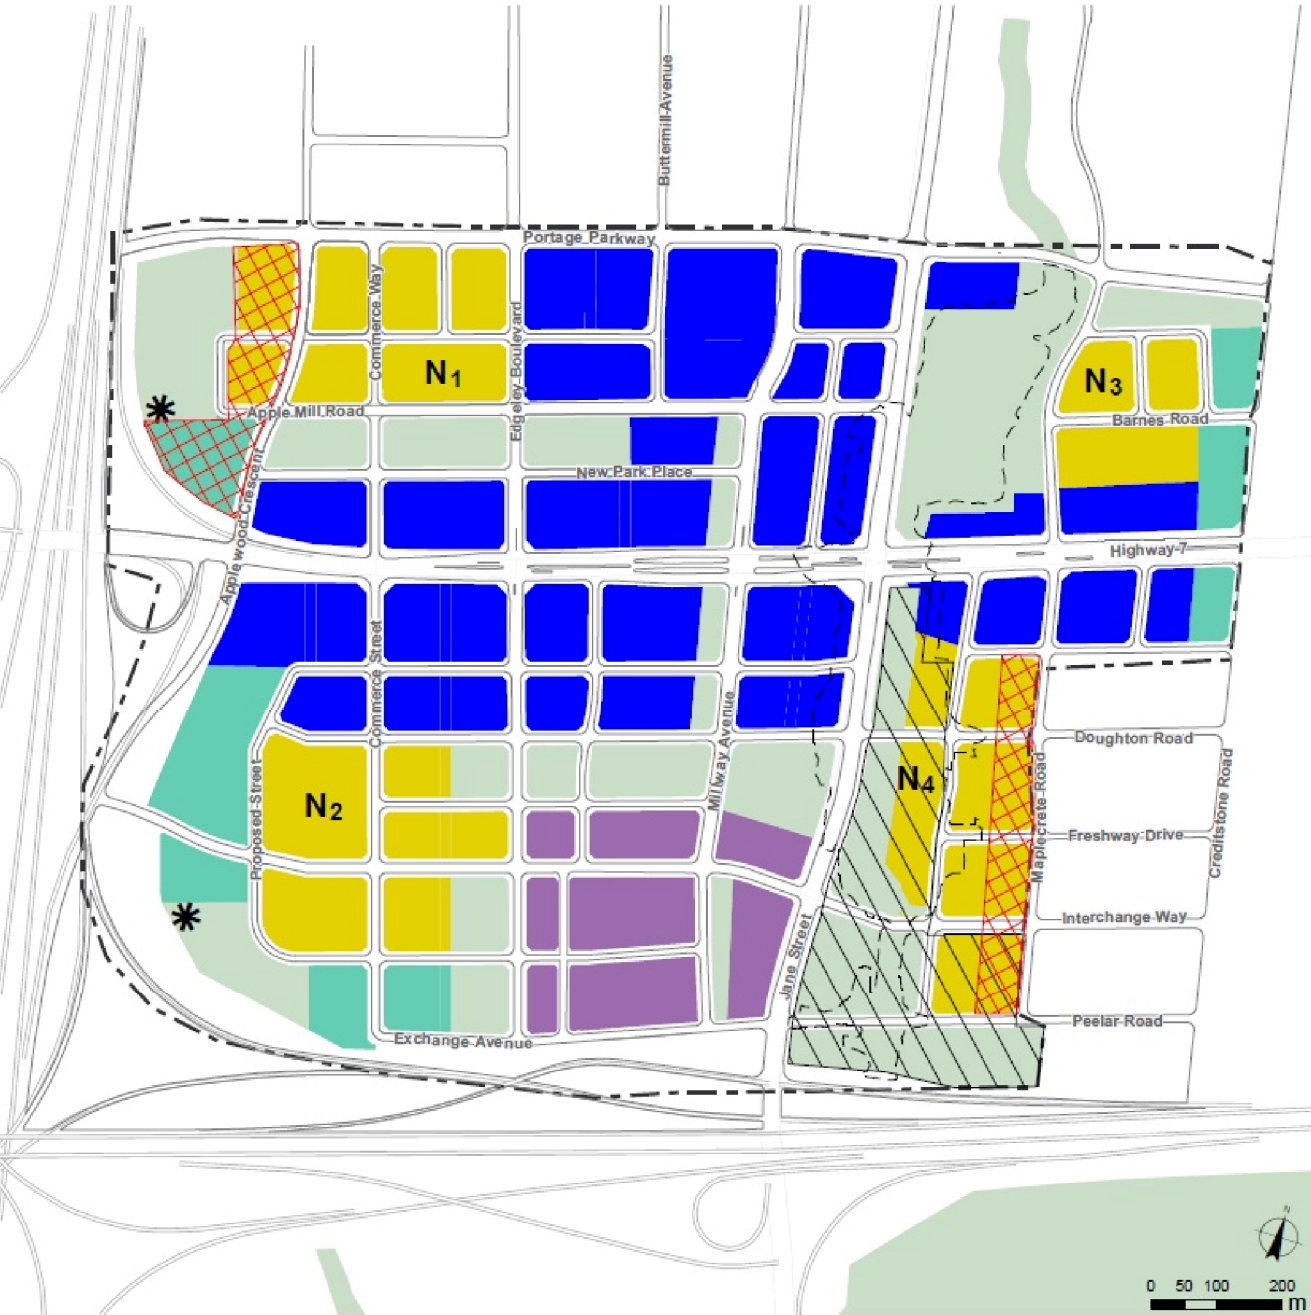 Buttermill Avenue
Portage Parkway
Commerce Way
Edgeley Boulevard
N1
N3
Apple Mill Road
Barnes Road
New Park Place
Applewood Crescent
Highway 7
Commerce Street
Millway Avenue
Doughton Road
N4
N2
Proposed Street
Maplecrete Road
Creditstone Road
Freshway Drive
Interchange Way
Jane Street
Peelar Road
Exchange Avenue
N
0 50 100 200
m